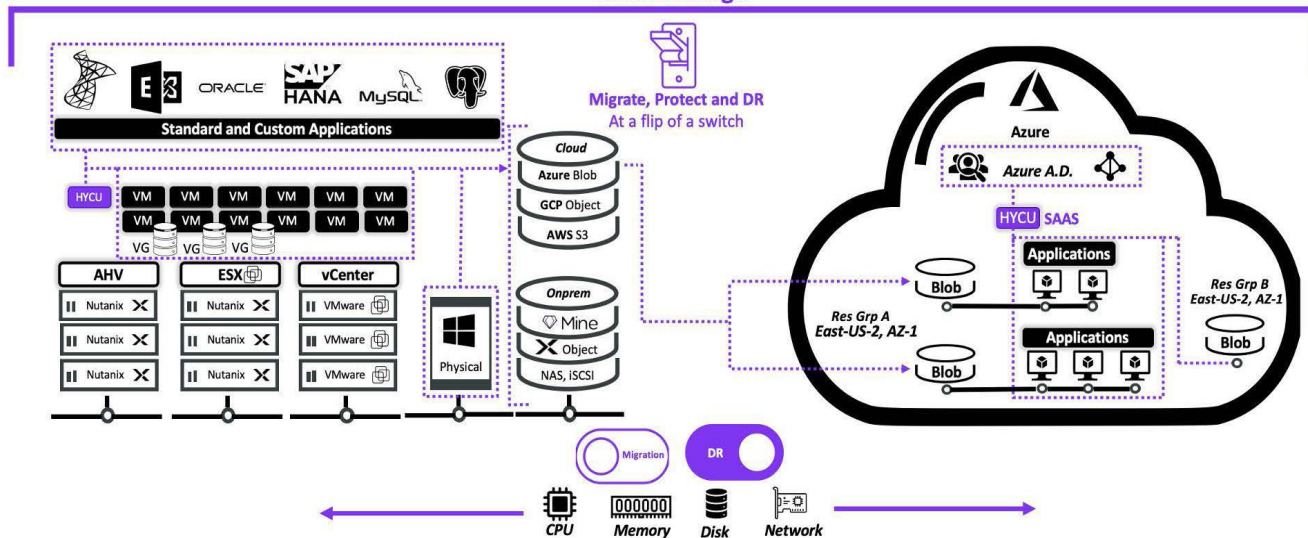 E
ORACLE
SAP
HANA
MySQL
Standard and Custom Applications
Migrate, Protect and DR
At a flip of a switch
HYCU
VM VM VM VM VM VM
VM VM VM VM VM VM
VG VG VG
AHV
Nutanix
Nutanix
Nutanix
ESX
Nutanix
Nutanix
Nutanix
vCenter
VMware
VMware
VMware
Physical
Cloud
Azure Blob
GCP Object
AWS S3
Onprem
Mine
Object
NAS, iSCSI
Azure
Azure A.D.
HYCU SAAS
Applications
Blob
Res Grp A
East-US-2, AZ-1
Applications
Blob
Res Grp B
East-US-2, AZ-1
Blob
Migration
DR
CPU
000000
Memory
Disk
Network